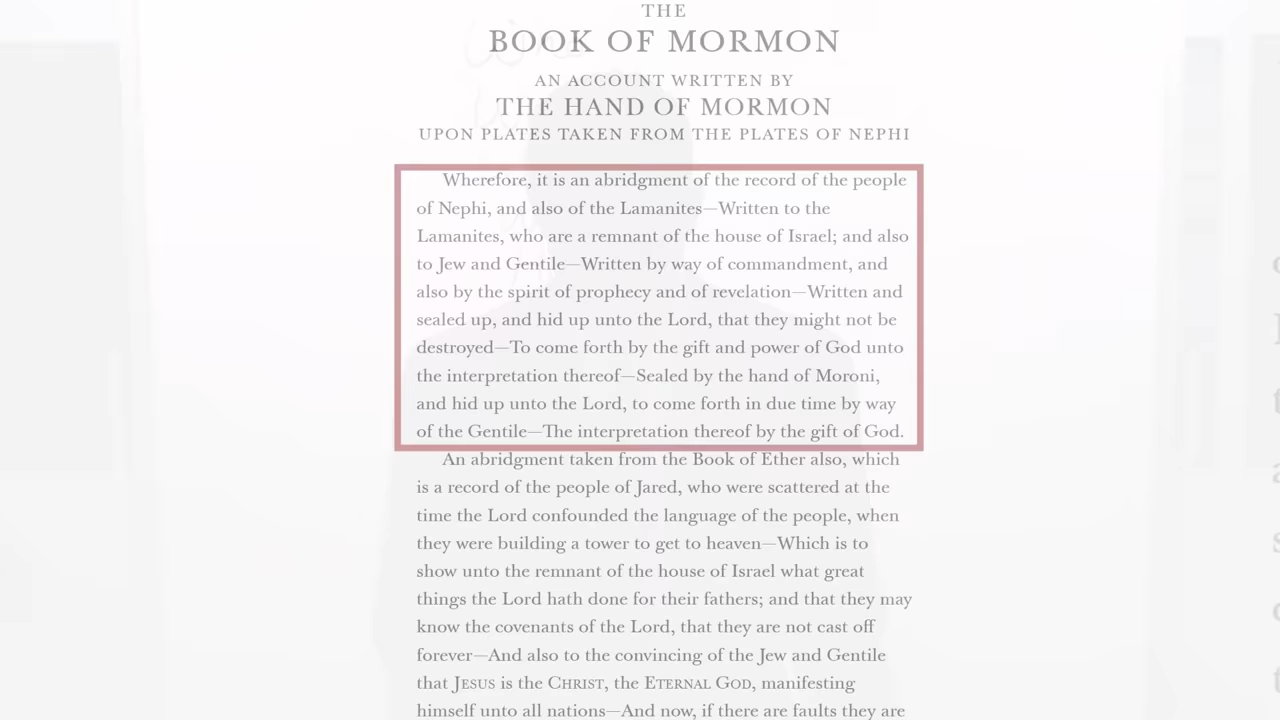 THE
BOOK OF MORMON
AN ACCOUNT WRITTEN BY
THE HAND OF MORMON
UPON PLATES TAKEN FROM THE PLATES OF NEPHI
Wherefore, it is an abridgment of the record of the people
of Nephi, and also of the Lamanites—Written to the
Lamanites, who are a remnant of the house of Israel; and also
to Jew and Gentile—Written by way of commandment, and
also by the spirit of prophecy and of revelation—Written and
sealed up, and hid up unto the Lord, that they might not be
destroyed—To come forth by the gift and power of God unto
the interpretation thereof—Sealed by the hand of Moroni,
and hid up unto the Lord, to come forth in due time by way
of the Gentile—The interpretation thereof by the gift of God.
An abridgment taken from the Book of Ether also, which
is a record of the people of Jared, who were scattered at the
time the Lord confounded the language of the people, when
they were building a tower to get to heaven—Which is to
show unto the remnant of the house of Israel what great
things the Lord hath done for their fathers; and that they may
know the covenants of the Lord, that they are not cast off
forever—And also to the convincing of the Jew and Gentile
that JESUS is the CHRIST, the ETERNAL GOD, manifesting
himself unto all nations—And now, if there are faults they are